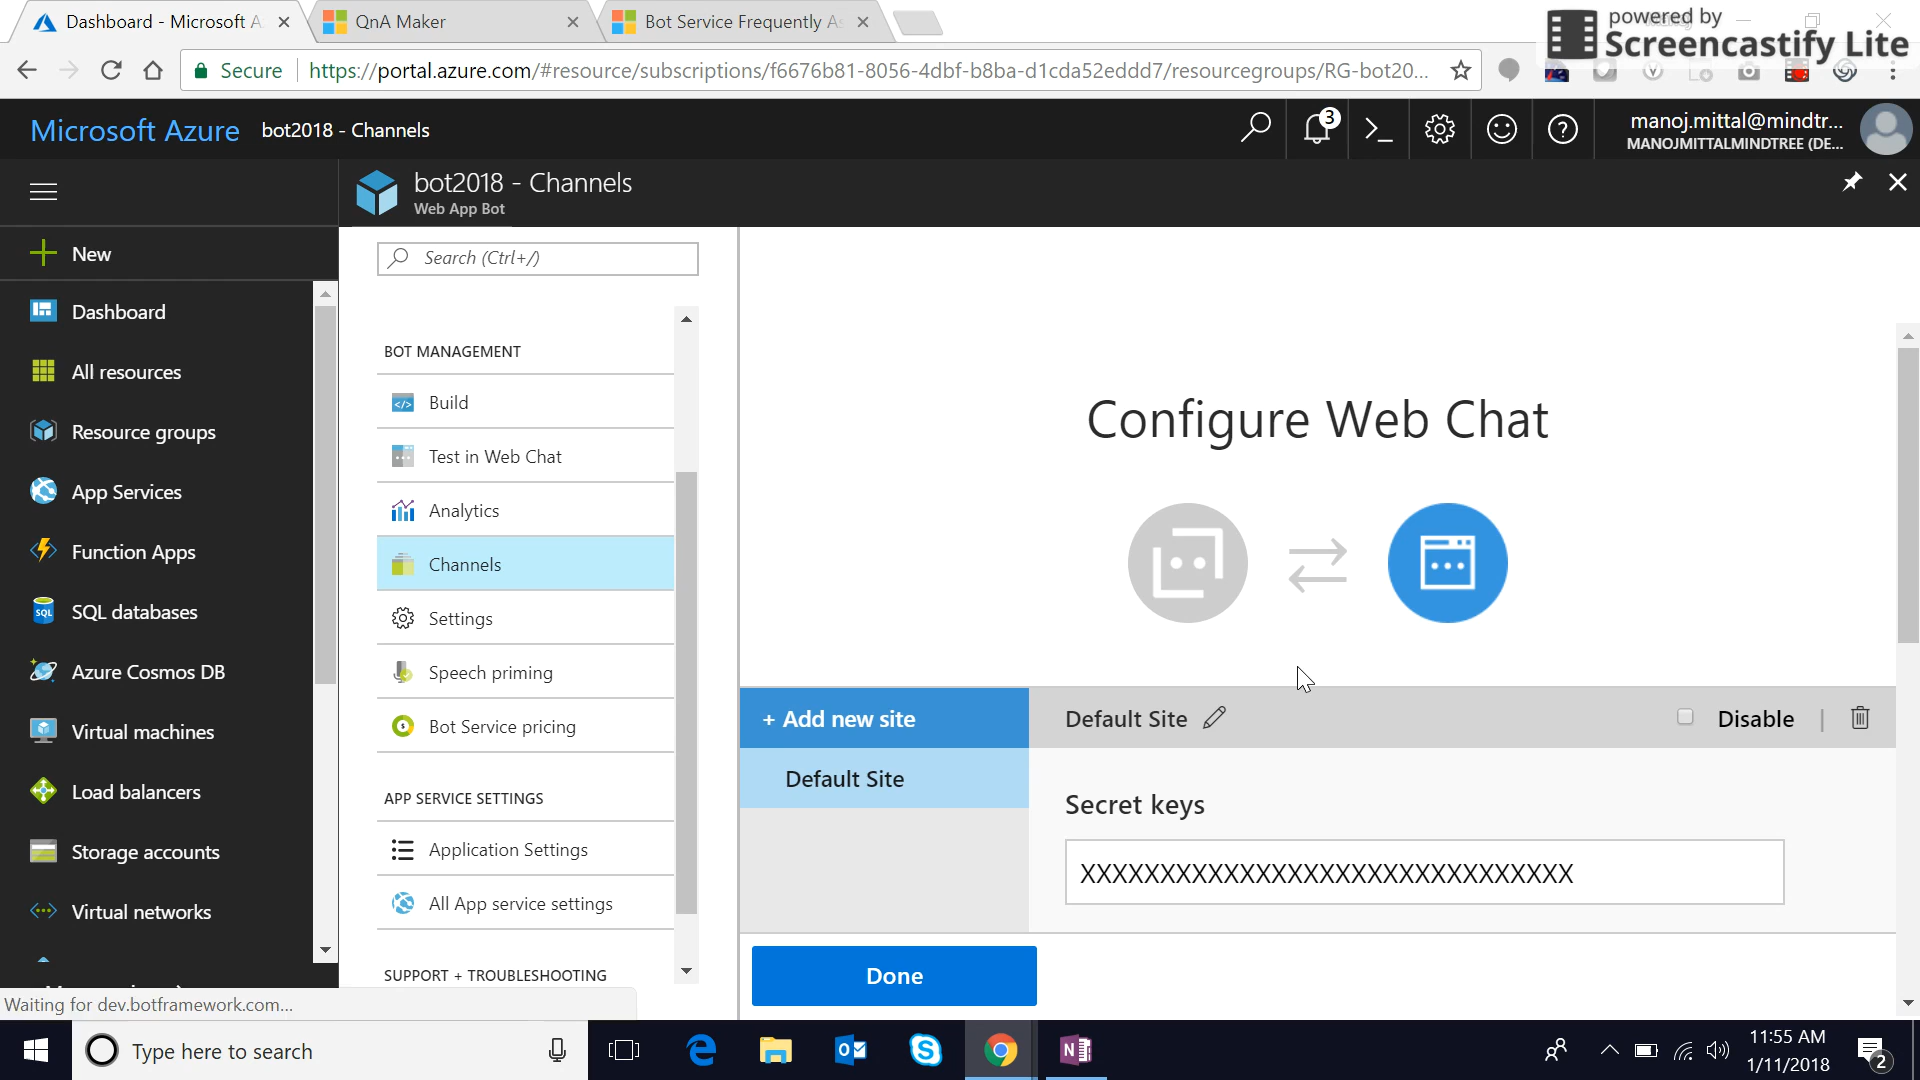 Dashboard - Microsoft A
QnA Maker
Bot Service Frequently As
powered by
Screencastify Lite
Secure
https://portal.azure.com/#resource/subscriptions/f6676b81-8056-4dbf-b8ba-d1cda52eddd7/resourcegroups/RG-bot20...
Microsoft Azure
bot2018 - Channels
3
manoj.mittal@mindtr...
MANOJMITTALMINDTREE (DE...
bot2018 - Channels
Web App Bot
New
Dashboard
All resources
Resource groups
App Services
Function Apps
SQL databases
Azure Cosmos DB
Virtual machines
Load balancers
Storage accounts
Virtual networks
Search (Ctrl+/)
BOT MANAGEMENT
Build
Test in Web Chat
Analytics
Channels
Settings
Speech priming
Bot Service pricing
APP SERVICE SETTINGS
Application Settings
All App service settings
SUPPORT + TROUBLESHOOTING
Configure Web Chat
+ Add new site
Default Site
Default Site
Disable
Secret keys
XXXXXXXXXXXXXXXXXXXXXXXXXXXXXXX
Done
Waiting for dev.botframework.com...
Type here to search
11:55 AM
1/11/2018
2